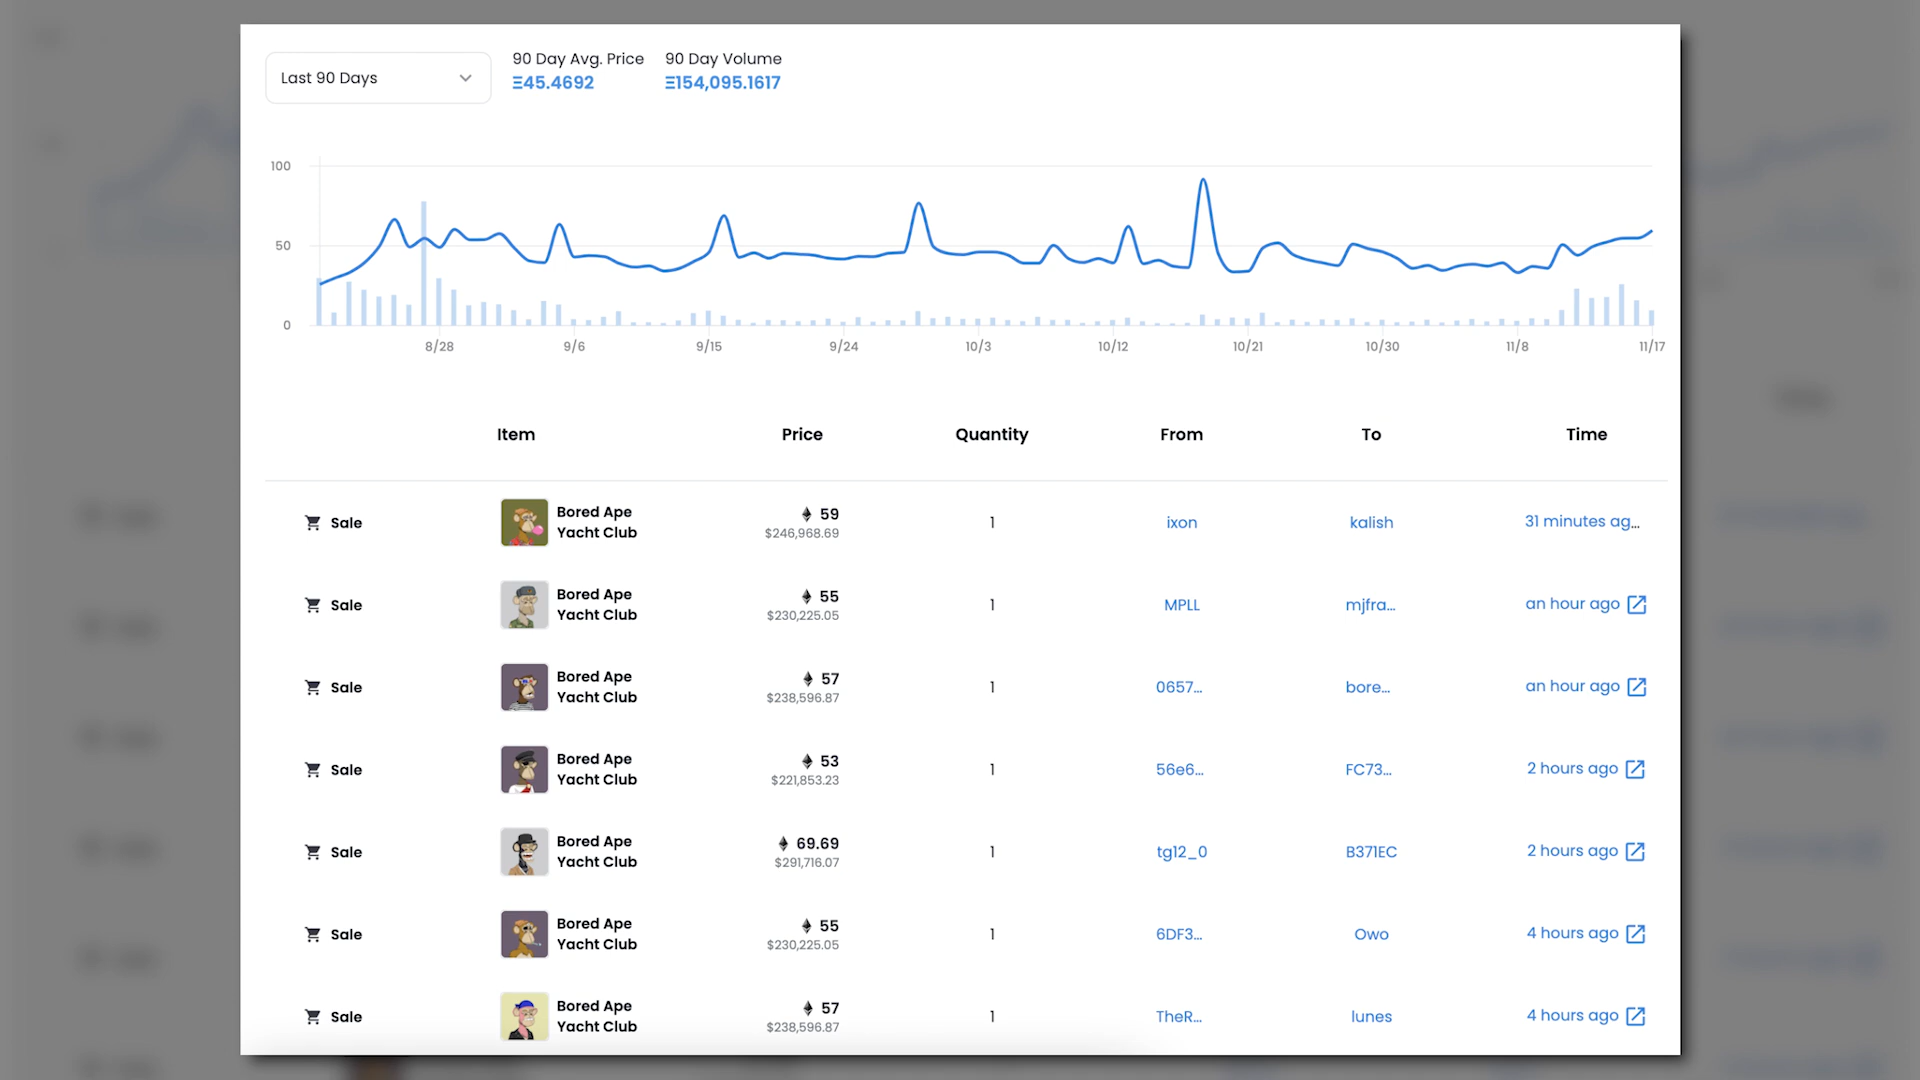 Last 90 Days
90 Day Avg. Price
Ξ45.4692
90 Day Volume
Ξ154,095.1617
100
50
0
8/28 9/6 9/15 9/24 10/3 10/12 10/21 10/30 11/8 11/17
Item Price Quantity From To Time
Sale Bored Ape Yacht Club 59 $246,968.69 1 ixon kalish 31 minutes ag...
Sale Bored Ape Yacht Club 55 $230,225.05 1 MPLL mjfra... an hour ago
Sale Bored Ape Yacht Club 57 $238,596.87 1 0657... bore... an hour ago
Sale Bored Ape Yacht Club 53 $221,853.23 1 56e6... FC73... 2 hours ago
Sale Bored Ape Yacht Club 69.69 $291,716.07 1 tg12_0 B371EC 2 hours ago
Sale Bored Ape Yacht Club 55 $230,225.05 1 6DF3... Owo 4 hours ago
Sale Bored Ape Yacht Club 57 $238,596.87 1 TheR... lunes 4 hours ago